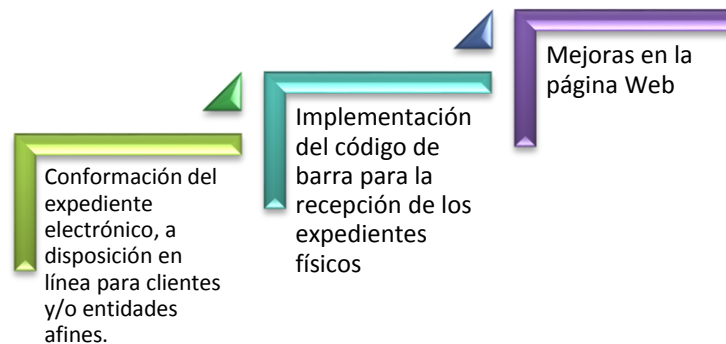 Conformación del
expediente
electrónico, a
disposición en
línea para clientes
y/o entidades
afines.
Implementación
del código de
barra para la
recepción de los
expedientes
físicos
Mejoras en la
página Web